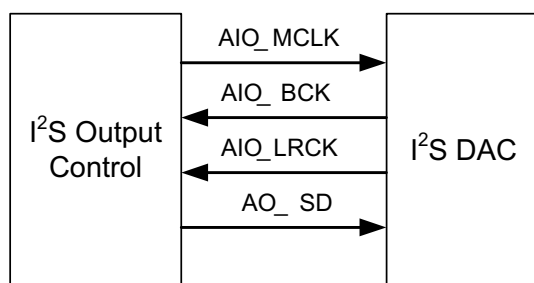 I²S Output
Control
AIO_MCLK
AIO_ BCK
AIO_LRCK
AO_ SD
I²S DAC